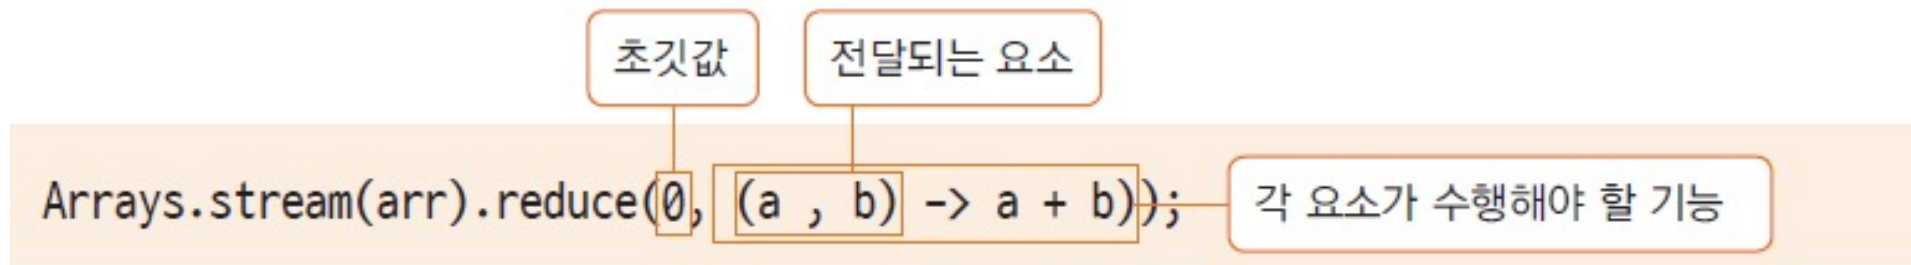 초깃값
전달되는 요소
Arrays.stream(arr).reduce(0, (a , b) -> a + b));
각 요소가 수행해야 할 기능